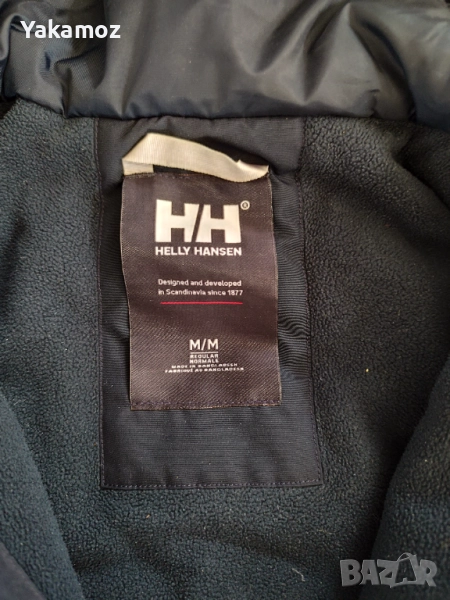 Yakamoz
HH®
HELLY HANSEN
Designed and developed
in Scandinavia since 1877
M/M
REGULAR
NORMALE
MADE IN BANGLADESH
FABRIQUÉ AU BANGLADESH
BAZAR